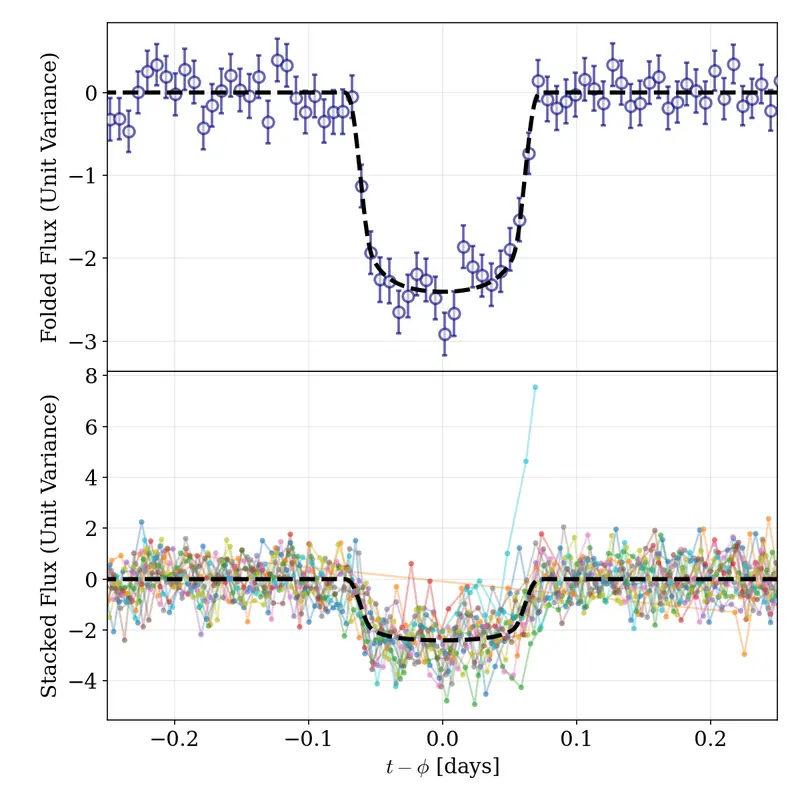 Folded Flux (Unit Variance)
0
−1
−2
−3
Stacked Flux (Unit Variance)
8
6
4
2
0
−2
−4
−0.2 −0.1 0.0 0.1 0.2
t − ϕ [days]